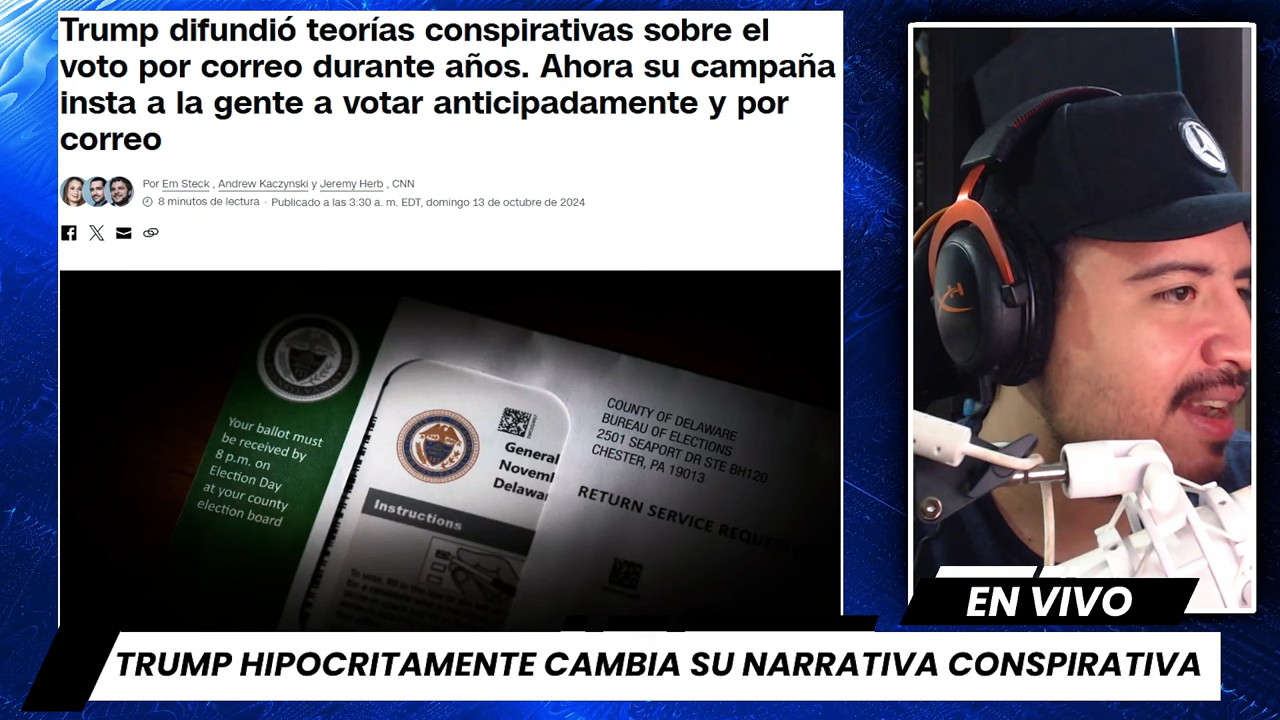 Trump difundió teorías conspirativas sobre el
voto por correo durante años. Ahora su campaña
insta a la gente a votar anticipadamente y por
correo
Por Em Steck , Andrew Kaczynski y Jeremy Herb , CNN
8 minutos de lectura · Publicado a las 3:30 a. m. EDT, domingo 13 de octubre de 2024
Your ballot must
be received by
8 p.m. on
Election Day
at your county
election board
General
Novem
Delawa
Instructions
COUNTY OF DELAWARE
BUREAU OF ELECTIONS
2501 SEAPORT DR STE BH120
CHESTER, PA 19013
RETURN SERVICE REQUESTED
EN VIVO
TRUMP HIPOCRITAMENTE CAMBIA SU NARRATIVA CONSPIRATIVA